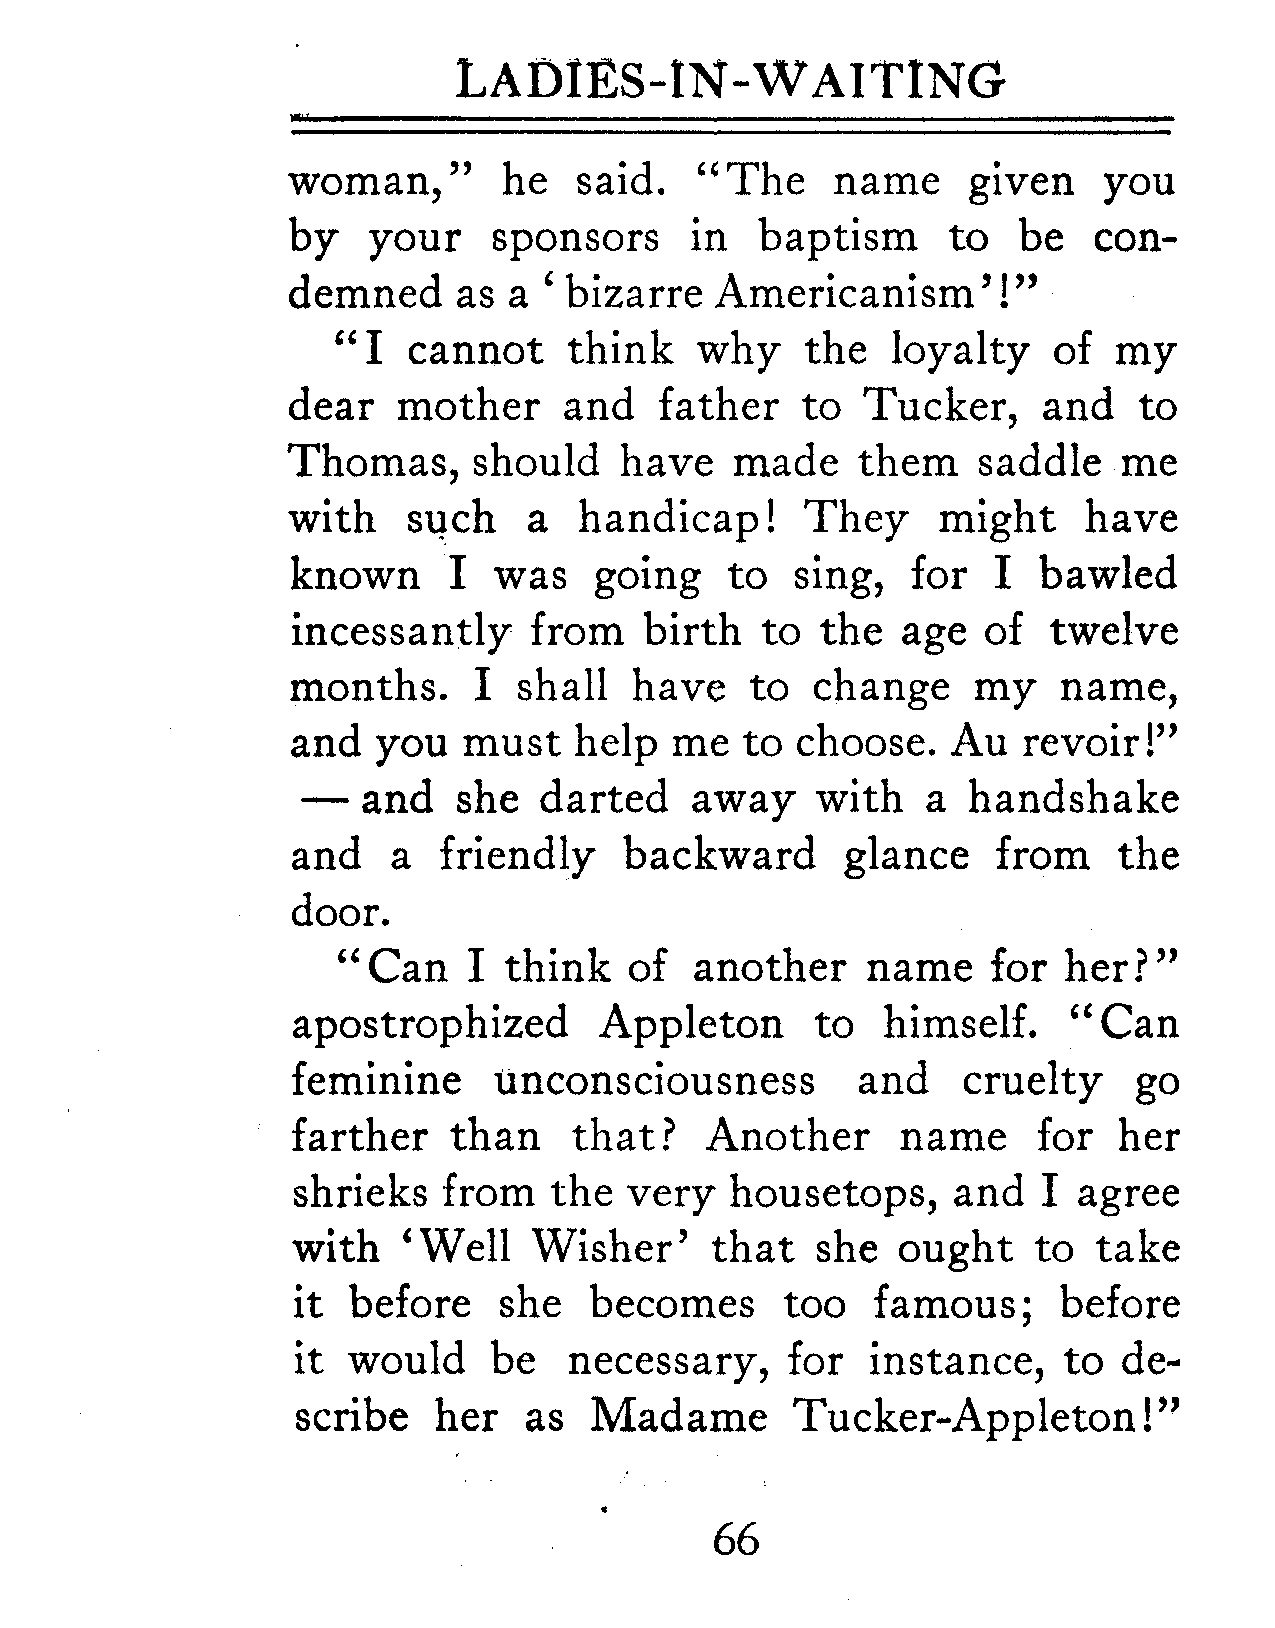 LADIES-IN-WAITING
woman," he said. "The name given you
by your sponsors in baptism to be con-
demned as a 'bizarre Americanism'!"
"I cannot think why the loyalty of my
dear mother and father to Tucker, and to
Thomas, should have made them saddle me
with such a handicap! They might have
known I was going to sing, for I bawled
incessantly from birth to the age of twelve
months. I shall have to change my name,
and you must help me to choose. Au revoir!"
— and she darted away with a handshake
and a friendly backward glance from the
door.
"Can I think of another name for her?"
apostrophized Appleton to himself. "Can
feminine unconsciousness and cruelty go
farther than that? Another name for her
shrieks from the very housetops, and I agree
with 'Well Wisher' that she ought to take
it before she becomes too famous; before
it would be necessary, for instance, to de-
scribe her as Madame Tucker-Appleton!"
66